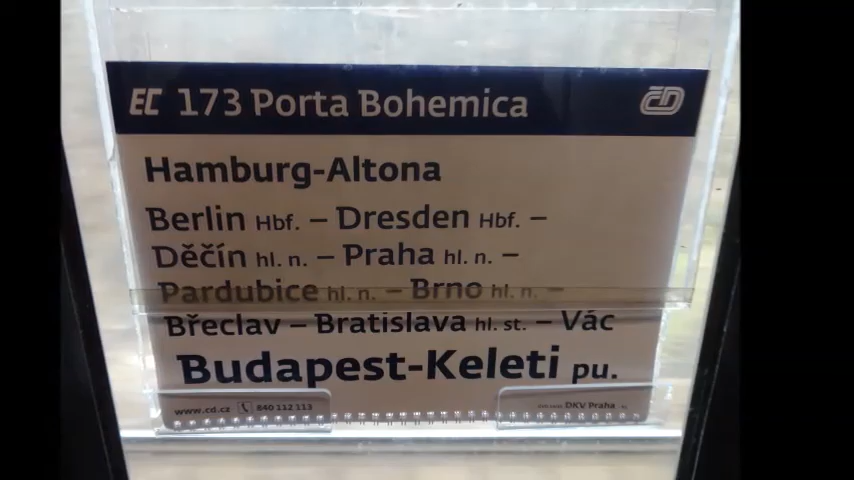 EC 173 Porta Bohemica ČD
Hamburg-Altona
Berlin Hbf. – Dresden Hbf. –
Děčín hl. n. – Praha hl. n. –
Pardubice hl. n. – Brno hl. n. –
Břeclav – Bratislava hl. st. – Vác
Budapest-Keleti pu.
www.cd.cz 840 112 113 DKV Praha